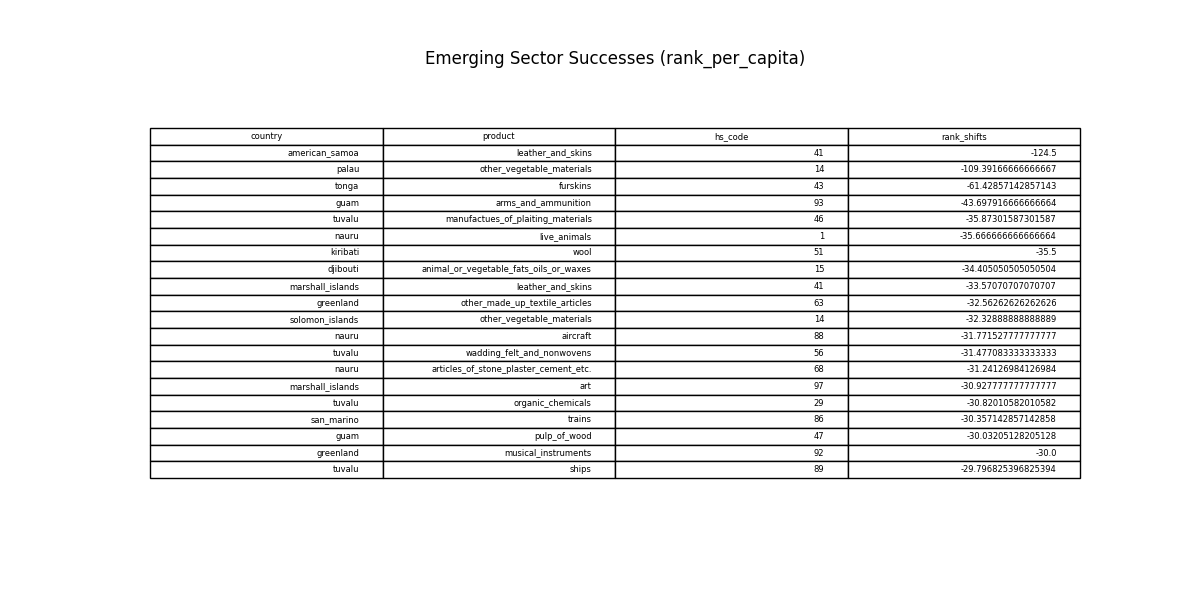 Emerging Sector Successes (rank_per_capita)
country product hs_code rank_shifts
american_samoa leather_and_skins 41 -124.5
palau other_vegetable_materials 14 -109.39166666666667
tonga furskins 43 -61.42857142857143
guam arms_and_ammunition 93 -43.697916666666664
tuvalu manufactues_of_plaiting_materials 46 -35.87301587301587
nauru live_animals 1 -35.666666666666664
kiribati wool 51 -35.5
djibouti animal_or_vegetable_fats_oils_or_waxes 15 -34.405050505050504
marshall_islands leather_and_skins 41 -33.57070707070707
greenland other_made_up_textile_articles 63 -32.56262626262626
solomon_islands other_vegetable_materials 14 -32.32888888888889
nauru aircraft 88 -31.771527777777777
tuvalu wadding_felt_and_nonwovens 56 -31.477083333333333
nauru articles_of_stone_plaster_cement_etc. 68 -31.24126984126984
marshall_islands art 97 -30.927777777777777
tuvalu organic_chemicals 29 -30.82010582010582
san_marino trains 86 -30.357142857142858
guam pulp_of_wood 47 -30.03205128205128
greenland musical_instruments 92 -30.0
tuvalu ships 89 -29.796825396825394